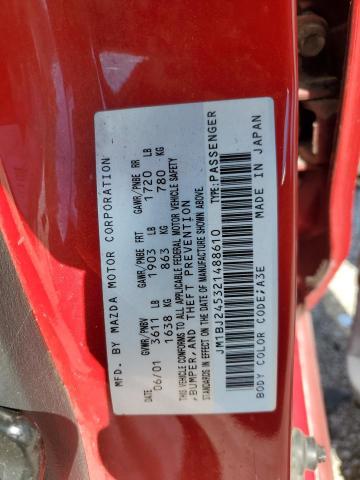 MFD. BY MAZDA MOTOR CORPORATION
DATE GVWR/PNBV GAWR/PNBE FRT GAWR/PNBE RR
06/01 3611 LB 1903 LB 1720 LB
1638 KG 863 KG 780 KG
THIS VEHICLE CONFORMS TO ALL APPLICABLE FEDERAL MOTOR VEHICLE SAFETY
,BUMPER,AND THEFT PREVENTION
STANDARDS IN EFFECT ON THE DATE OF MANUFACTURE SHOWN ABOVE.
JM1BJ245321488610 TYPE:PASSENGER
BODY COLOR CODE;A3E MADE IN JAPAN